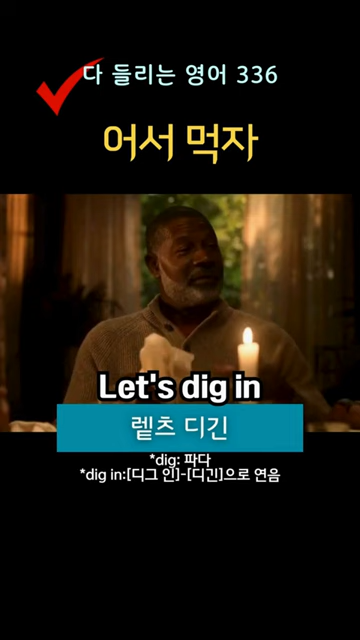 다 들리는 영어 336
어서 먹자
Let's dig in
렡츠 디긴
*dig: 파다
*dig in:[디그 인]-[디긴]으로 연음